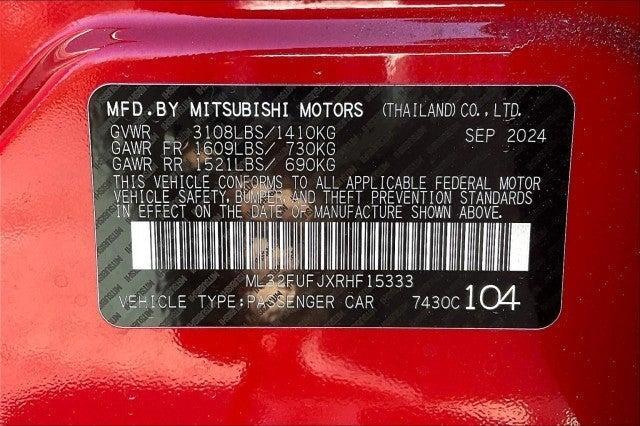 MFD.BY MITSUBISHI MOTORS (THAILAND) CO.,LTD.
GVWR 3108LBS/1410KG SEP 2024
GAWR FR 1609LBS/ 730KG
GAWR RR 1521LBS/ 690KG
THIS VEHICLE CONFORMS TO ALL APPLICABLE FEDERAL MOTOR
VEHICLE SAFETY, BUMPER AND THEFT PREVENTION STANDARDS
IN EFFECT ON THE DATE OF MANUFACTURE SHOWN ABOVE.
ML32FUFJXRHF15333
VEHICLE TYPE:PASSENGER CAR 7430C 104